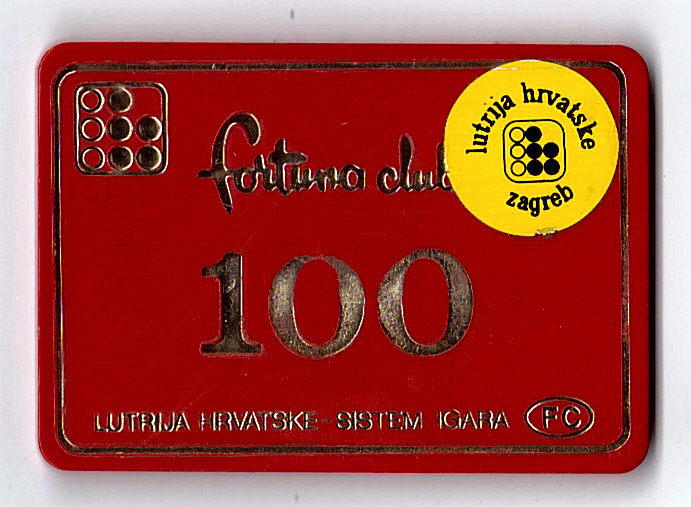 lutrija hrvatske
zagreb
fortuna club
100
LUTRIJA HRVATSKE - SISTEM IGARA FC